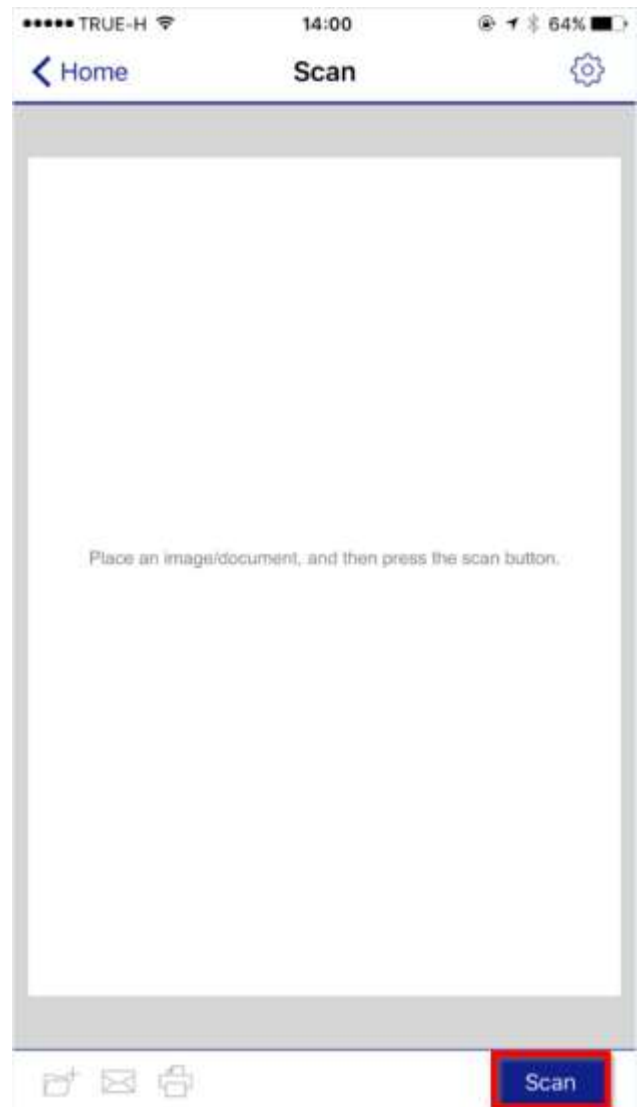 TRUE-H 14:00 64%
Home Scan
Place an image/document, and then press the scan button.
Scan